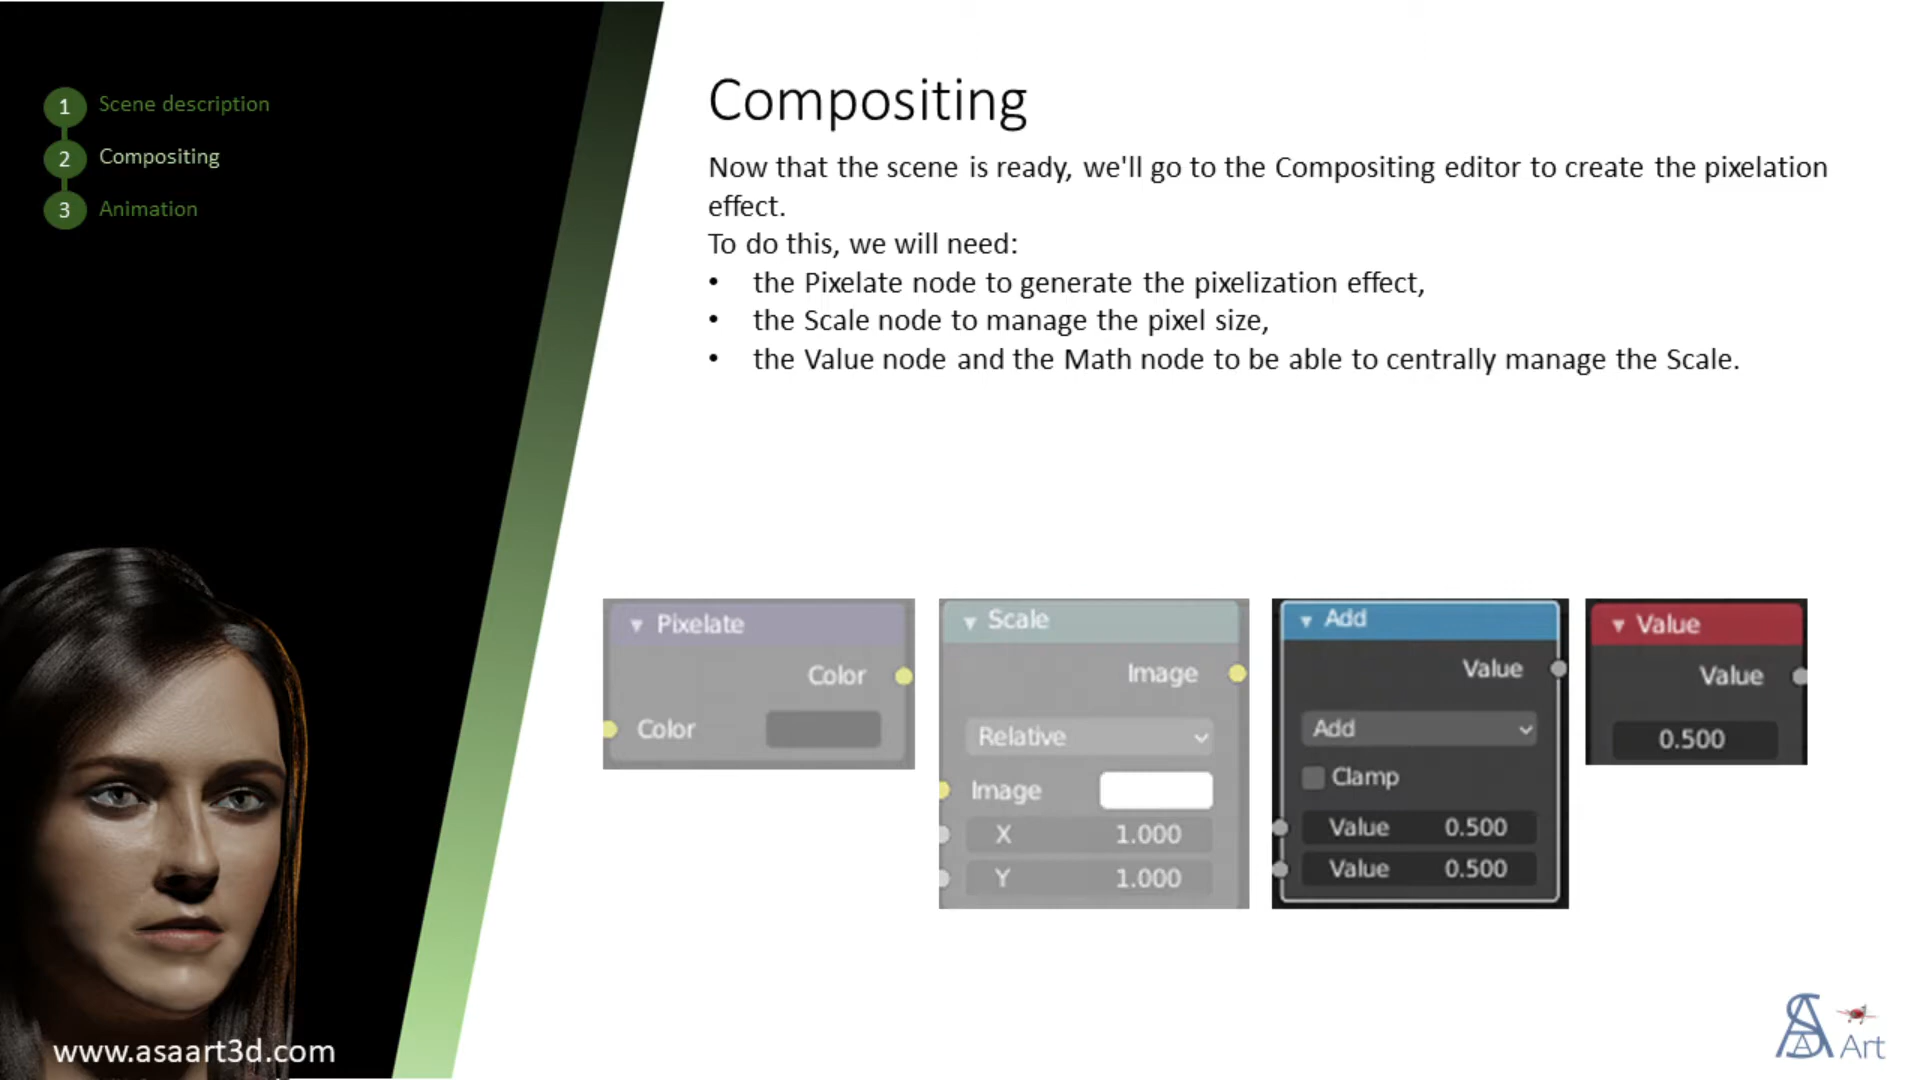 1 Scene description
2 Compositing
3 Animation
Compositing
Now that the scene is ready, we'll go to the Compositing editor to create the pixelation
effect.
To do this, we will need:
• the Pixelate node to generate the pixelization effect,
• the Scale node to manage the pixel size,
• the Value node and the Math node to be able to centrally manage the Scale.
Pixelate
Color
Color
Scale
Image
Relative
Image
X 1.000
Y 1.000
Add
Value
Add
Clamp
Value 0.500
Value 0.500
Value
Value
0.500
www.asaart3d.com
ASA Art